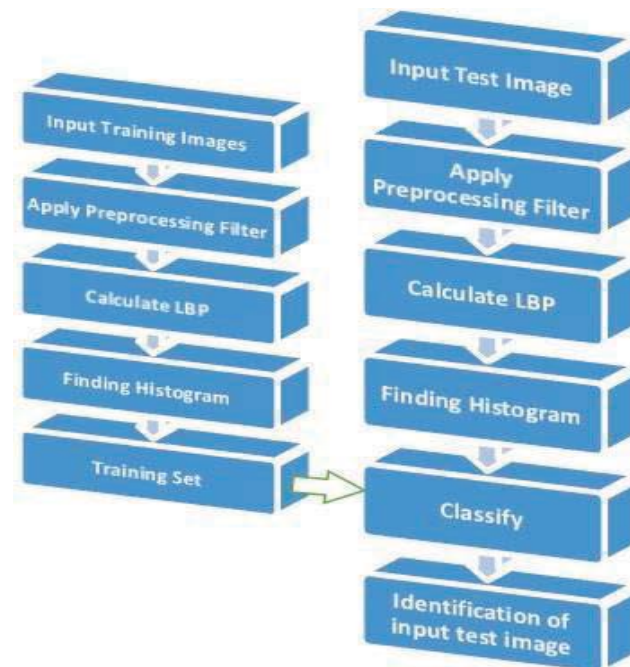 Input Training Images
Apply Preprocessing Filter
Calculate LBP
Finding Histogram
Training Set
Input Test Image
Apply
Preprocessing Filter
Calculate LBP
Finding Histogram
Classify
Identification of
input test image